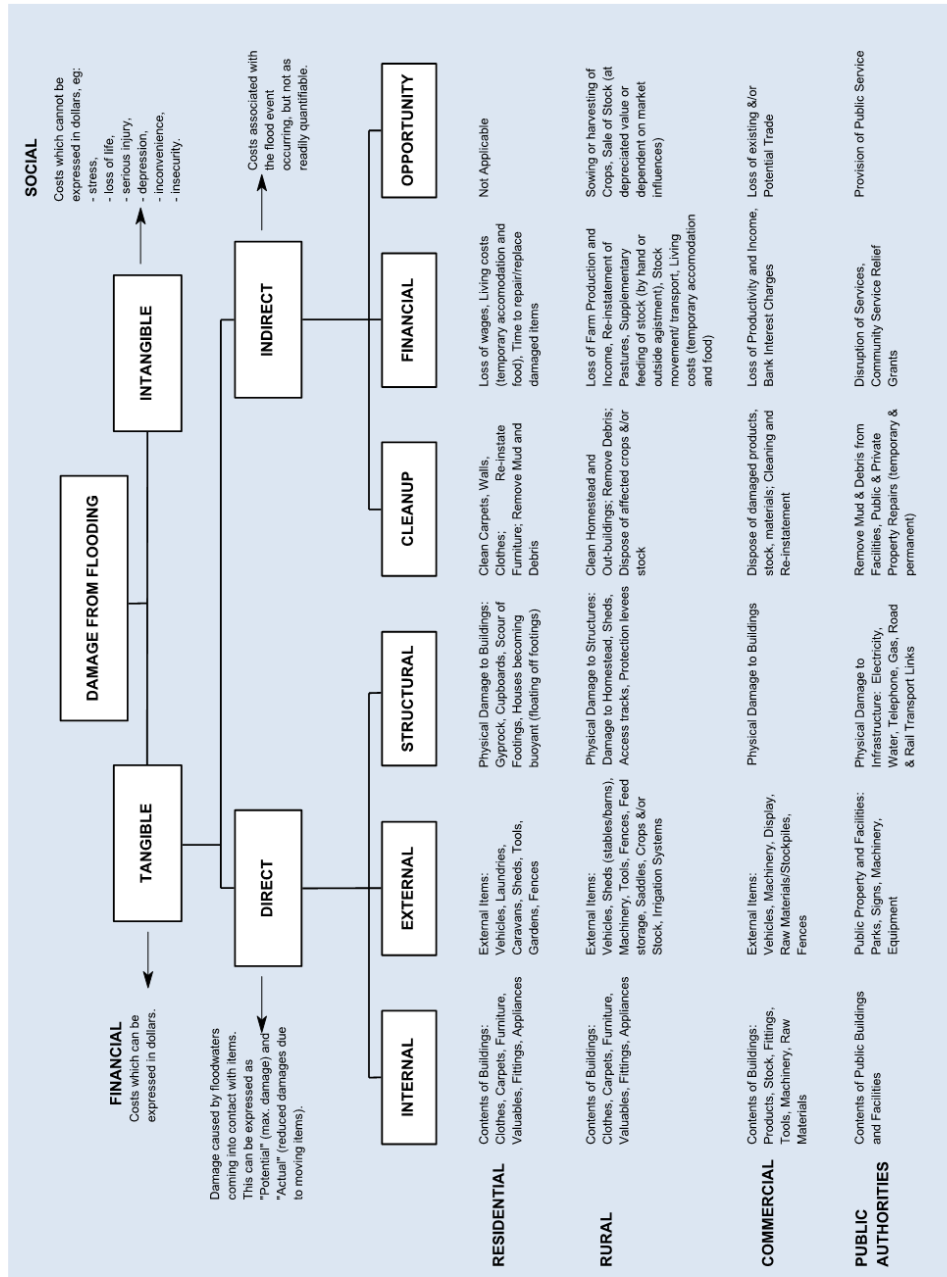 DAMAGE FROM FLOODING
SOCIAL
Costs which cannot be
expressed in dollars, eg:
- stress,
- loss of life,
- serious injury,
- depression,
- inconvenience,
- insecurity.
FINANCIAL
Costs which can be
expressed in dollars.
TANGIBLE
INTANGIBLE
Damage caused by floodwaters
coming into contact with items.
This can be expressed as
"Potential" (max. damage) and
"Actual" (reduced damages due
to moving items).
DIRECT
INDIRECT
Costs associated with
the flood event
occurring, but not as
readily quantifiable.
INTERNAL
EXTERNAL
STRUCTURAL
CLEANUP
FINANCIAL
OPPORTUNITY
RESIDENTIAL
Contents of Buildings:
Clothes, Carpets, Furniture,
Valuables, Fittings, Appliances
External Items:
Vehicles, Laundries,
Caravans, Sheds, Tools,
Gardens, Fences
Physical Damage to Buildings:
Gyprock, Cupboards, Scour of
Footings, Houses becoming
buoyant (floating off footings)
Clean Carpets, Walls,
Clothes; Re-instate
Furniture; Remove Mud and
Debris
Loss of wages, Living costs
(temporary accomodation and
food), Time to repair/replace
damaged items
Not Applicable
RURAL
Contents of Buildings:
Clothes, Carpets, Furniture,
Valuables, Fittings, Appliances
External Items:
Vehicles, Sheds (stables/barns),
Machinery, Tools, Fences, Feed
storage, Saddles, Crops &/or
Stock, Irrigation Systems
Physical Damage to Structures:
Damage to Homestead, Sheds,
Access tracks, Protection levees
Clean Homestead and
Out-buildings; Remove Debris;
Dispose of affected crops &/or
stock
Loss of Farm Production and
Income, Re-instatement of
Pastures, Supplementary
feeding of stock (by hand or
outside agistment), Stock
movement/ transport, Living
costs (temporary accomodation
and food)
Sowing or harvesting of
Crops, Sale of Stock (at
depreciated value or
dependent on market
influences)
COMMERCIAL
Contents of Buildings:
Products, Stock, Fittings,
Tools, Machinery, Raw
Materials
External Items:
Vehicles, Machinery, Display,
Raw Materials/Stockpiles,
Fences
Physical Damage to Buildings
Dispose of damaged products,
stock, materials; Cleaning and
Re-instatement
Loss of Productivity and Income,
Bank Interest Charges
Loss of existing &/or
Potential Trade
PUBLIC
AUTHORITIES
Contents of Public Buildings
and Facilities
Public Property and Facilities:
Parks, Signs, Machinery,
Equipment
Physical Damage to
Infrastructure: Electricity,
Water, Telephone, Gas, Road
& Rail Transport Links
Remove Mud & Debris from
Facilities, Public & Private
Property Repairs (temporary &
permanent)
Disruption of Services,
Community Service Relief
Grants
Provision of Public Service